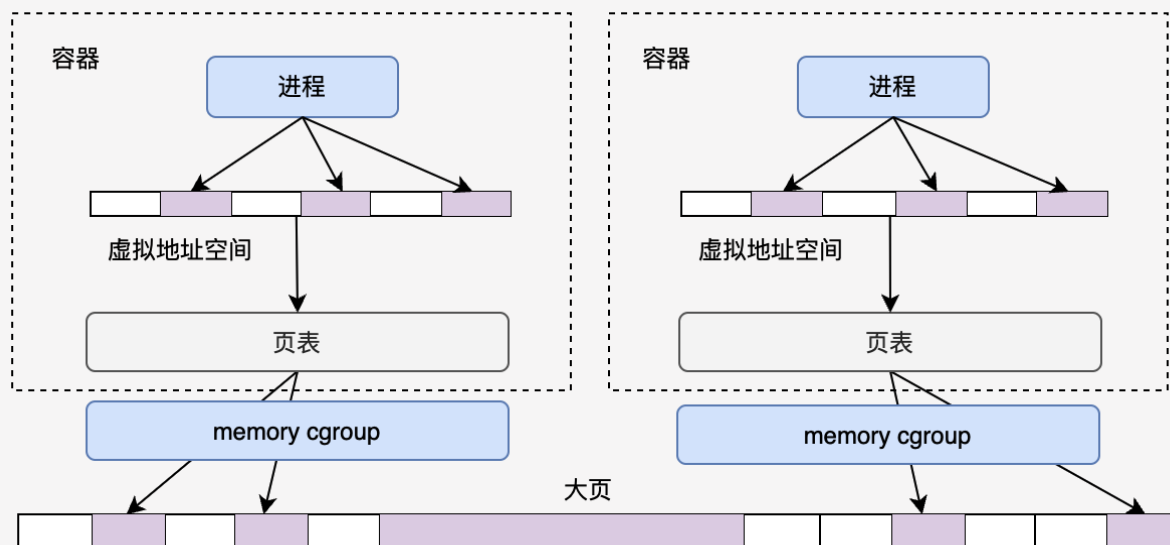 容器
进程
虚拟地址空间
页表
memory cgroup
容器
进程
虚拟地址空间
页表
memory cgroup
大页